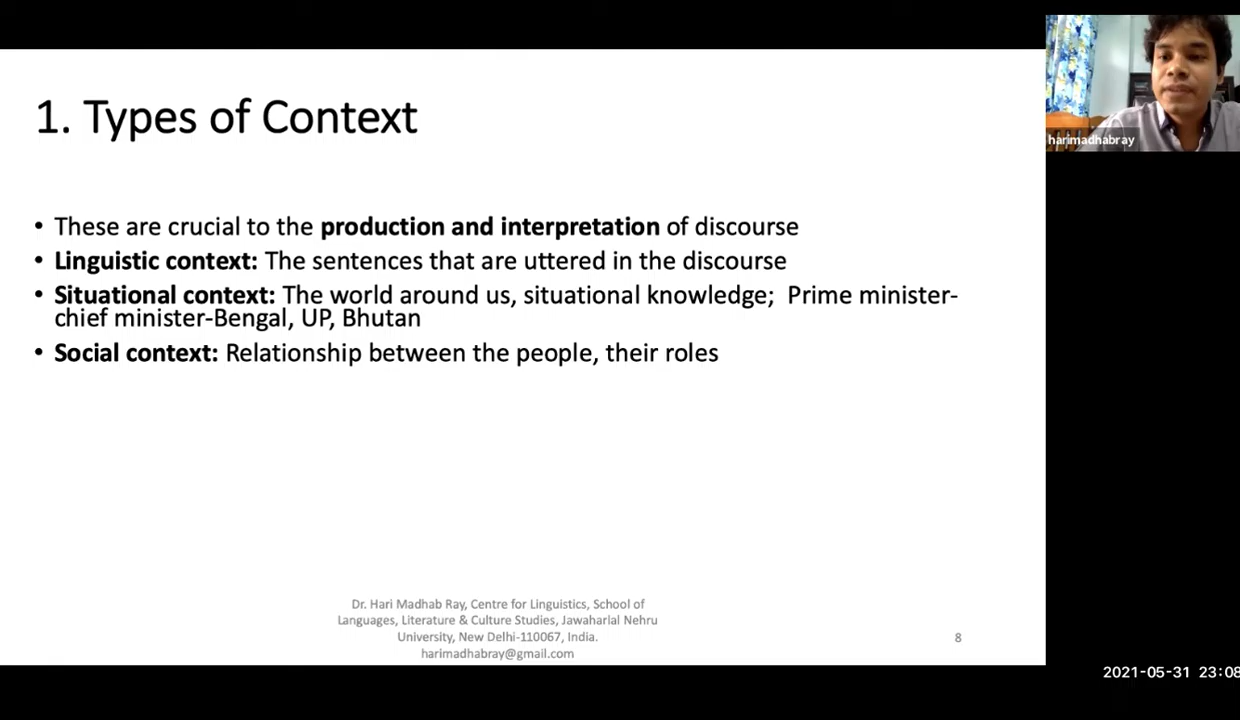 1. Types of Context
harimadhabray
• These are crucial to the production and interpretation of discourse
• Linguistic context: The sentences that are uttered in the discourse
• Situational context: The world around us, situational knowledge;  Prime minister-
chief minister-Bengal, UP, Bhutan
• Social context: Relationship between the people, their roles
Dr. Hari Madhab Ray, Centre for Linguistics, School of
Languages, Literature & Culture Studies, Jawaharlal Nehru
University, New Delhi-110067, India.
harimadhabray@gmail.com
8
2021-05-31 23:08